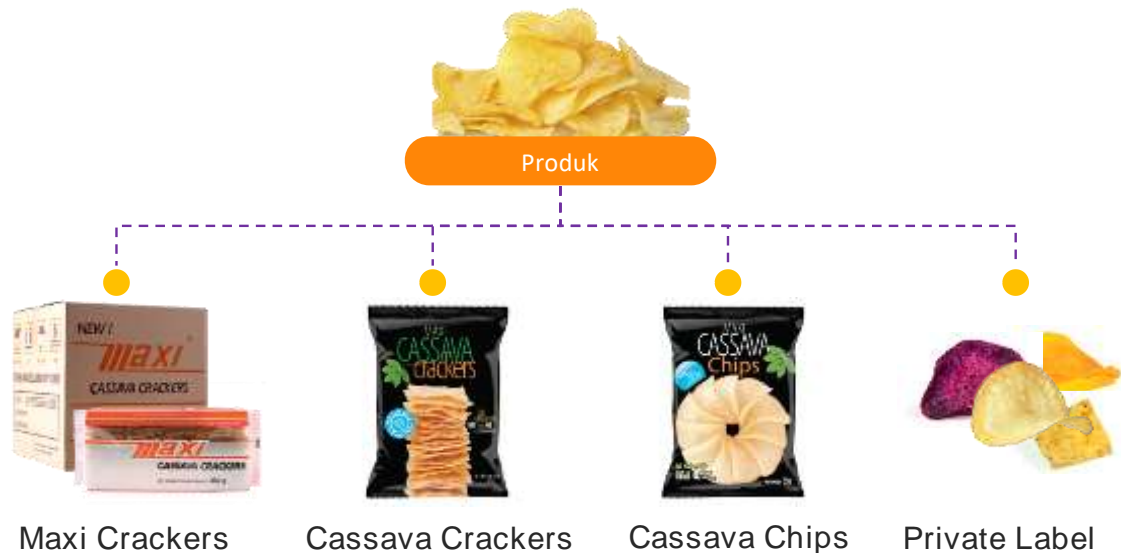 Produk
NEW!
maxi
CASSAVA CRACKERS
maxi
CASSAVA CRACKERS
CASSAVA
crackers
CASSAVA
Chips
Maxi Crackers
Cassava Crackers
Cassava Chips
Private Label